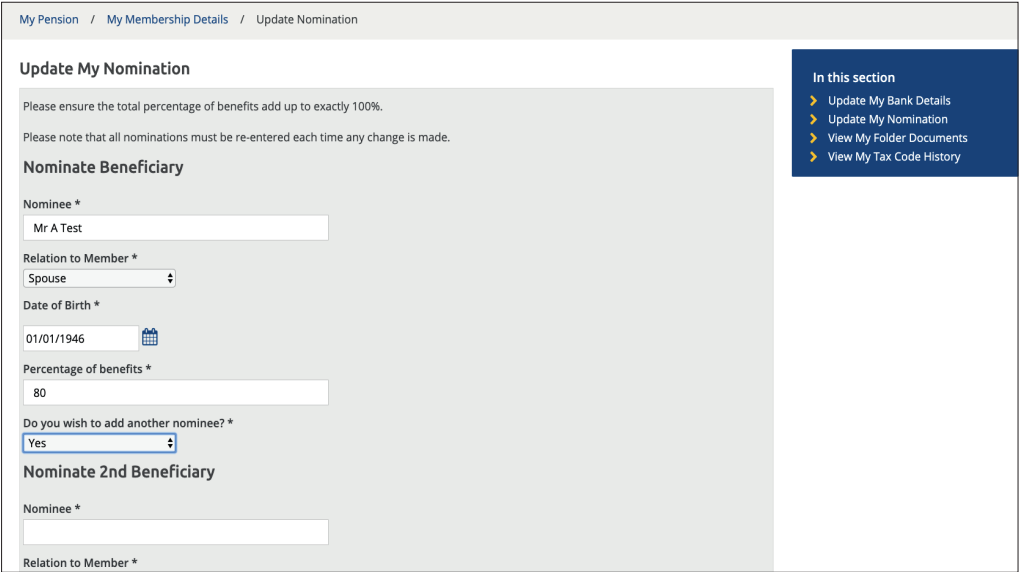 My Pension / My Membership Details / Update Nomination
Update My Nomination
Please ensure the total percentage of benefits add up to exactly 100%.
Please note that all nominations must be re-entered each time any change is made.
Nominate Beneficiary
Nominee *
Mr A Test
Relation to Member *
Spouse
Date of Birth *
01/01/1946
Percentage of benefits *
80
Do you wish to add another nominee? *
Yes
Nominate 2nd Beneficiary
Nominee *
Relation to Member *
In this section
Update My Bank Details
Update My Nomination
View My Folder Documents
View My Tax Code History